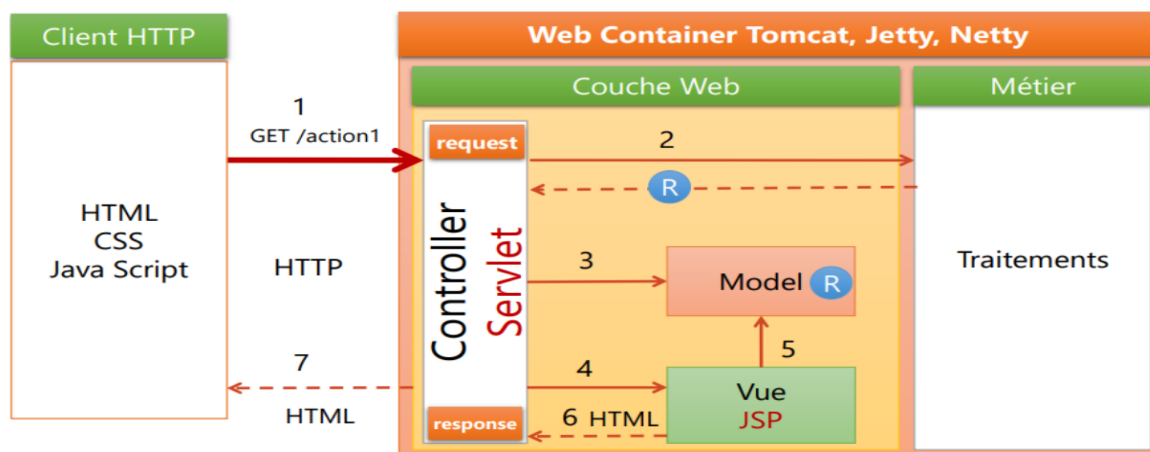 Client HTTP
Web Container Tomcat, Jetty, Netty
Couche Web
Métier
1
GET /action1
request
2
R
HTML
CSS
Java Script
HTTP
Controller
Servlet
3
Model R
Traitements
5
7
HTML
4
Vue
JSP
6 HTML
response